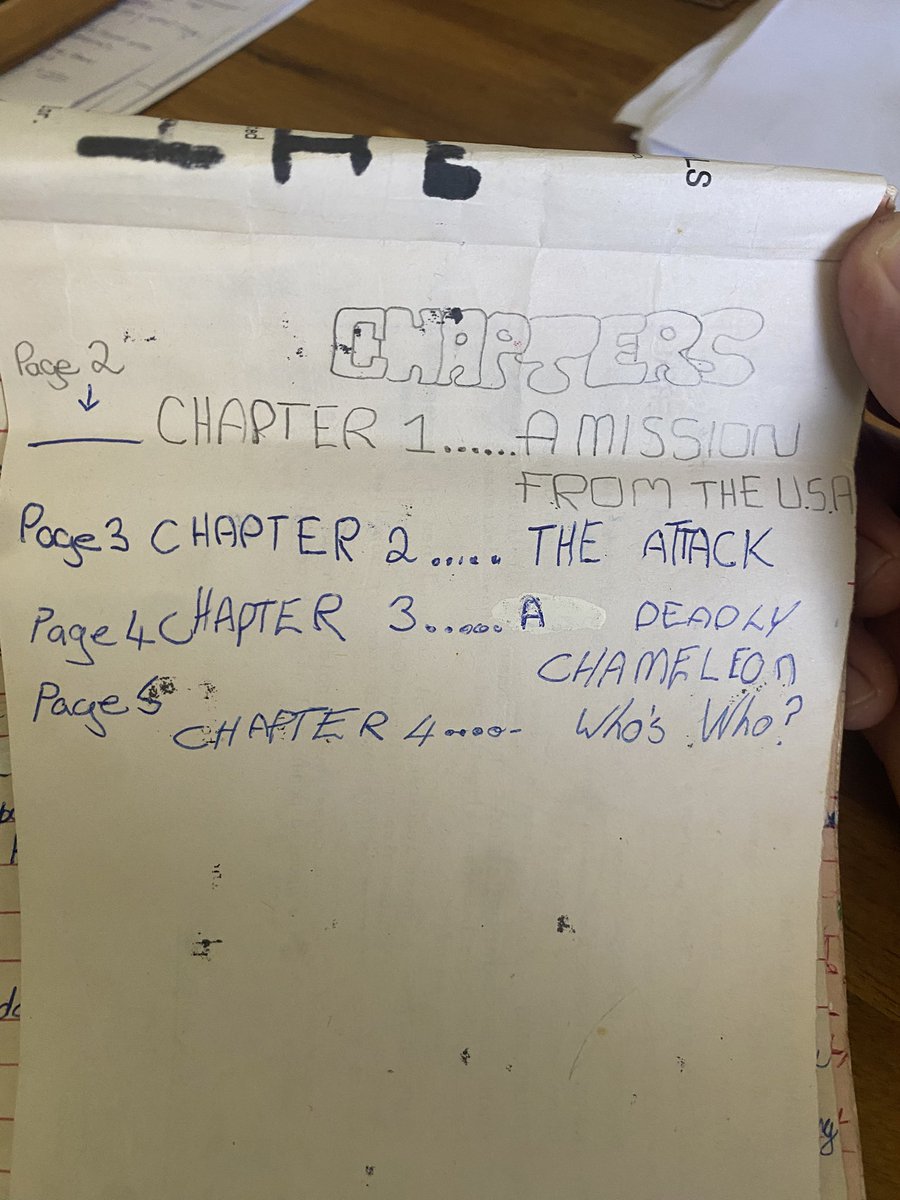 THE
L-S
CHAPTERS
Page 2
CHAPTER 1......A MISSION
FROM THE U.S.A
Page 3 CHAPTER 2..... THE ATTACK
Page 4 CHAPTER 3...... A DEADLY
CHAMELEOn
Page 5
CHAPTER 4..... Who's Who?